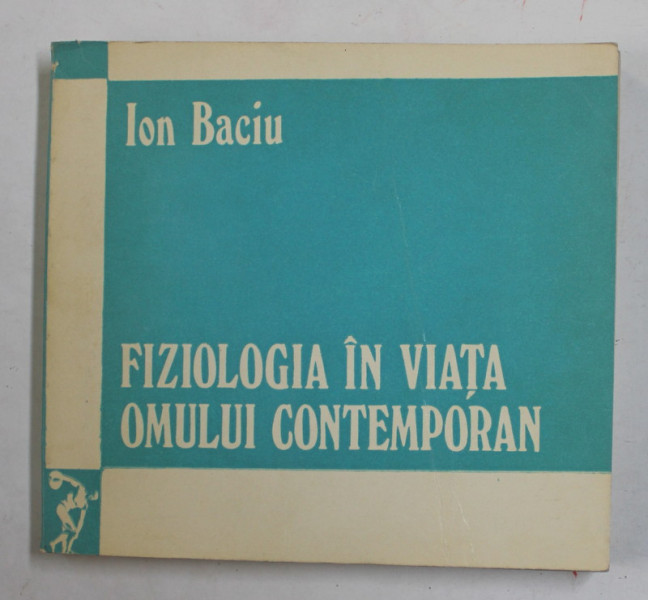 Ion Baciu
FIZIOLOGIA ÎN VIAȚA
OMULUI CONTEMPORAN